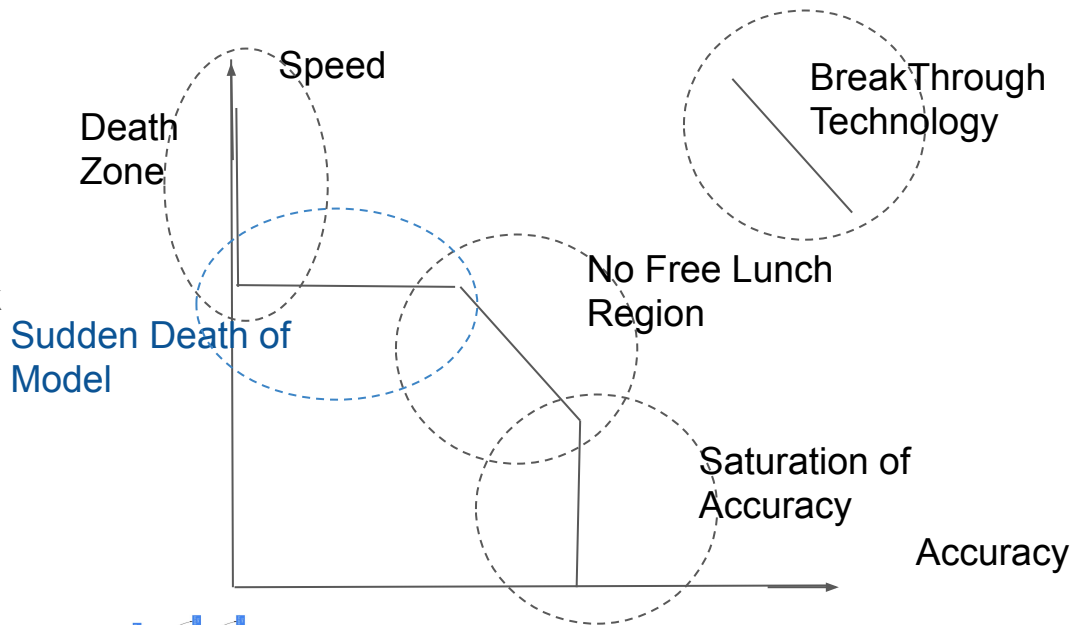 Speed
BreakThrough
Technology
Death
Zone
No Free Lunch
Region
Sudden Death of
Model
Saturation of
Accuracy
Accuracy